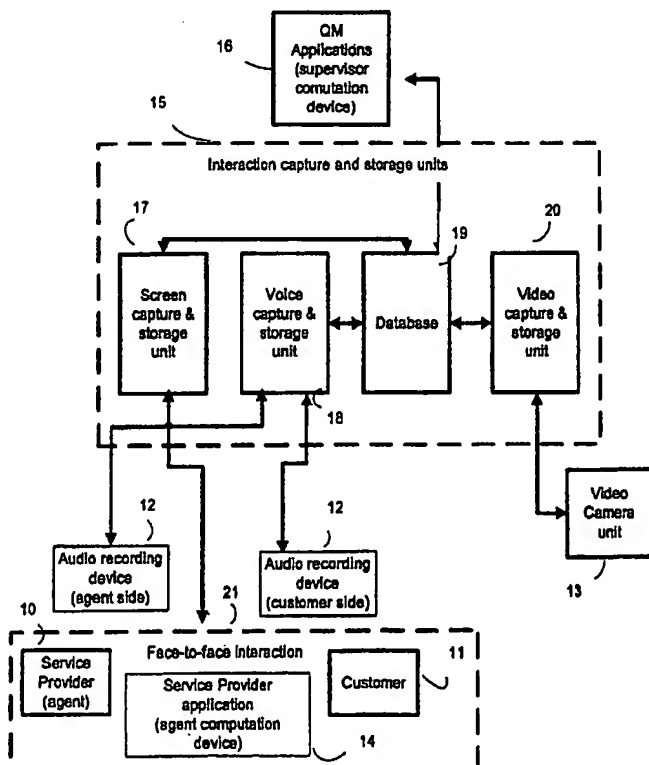 16
QM
Applications
(supervisor
comutation
device)
15
Interaction capture and storage units
17
19
20
Screen
capture &
storage
unit
Voice
capture &
storage
unit
Database
Video
capture &
storage
unit
18
12
12
Audio recording
device
(agent side)
Audio recording
device
(customer side)
Video
Camera
unit
13
10
21
Face-to-face Interaction
11
Service
Provider
(agent)
Service Provider
application
(agent computation
device)
Customer
14